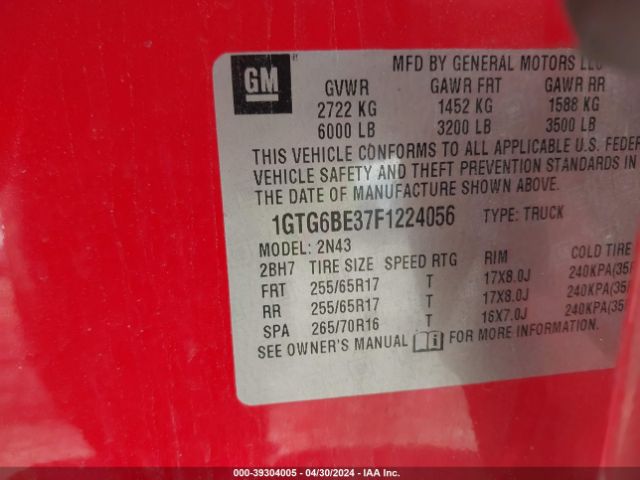 GM
MFD BY GENERAL MOTORS LLC
GVWR GAWR FRT GAWR RR
2722 KG 1452 KG 1588 KG
6000 LB 3200 LB 3500 LB
THIS VEHICLE CONFORMS TO ALL APPLICABLE U.S. FEDER
VEHICLE SAFETY AND THEFT PREVENTION STANDARDS IN
THE DATE OF MANUFACTURE SHOWN ABOVE.
1GTG6BE37F1224056 TYPE: TRUCK
MODEL: 2N43
2BH7 TIRE SIZE SPEED RTG RIM COLD TIRE
FRT 255/65R17 T 17X8.0J 240KPA(35
RR 255/65R17 T 17X8.0J 240KPA(35
SPA 265/70R16 T 16X7.0J 240KPA(35
SEE OWNER'S MANUAL FOR MORE INFORMATION.
000-39304005 - 04/30/2024 - IAA Inc.